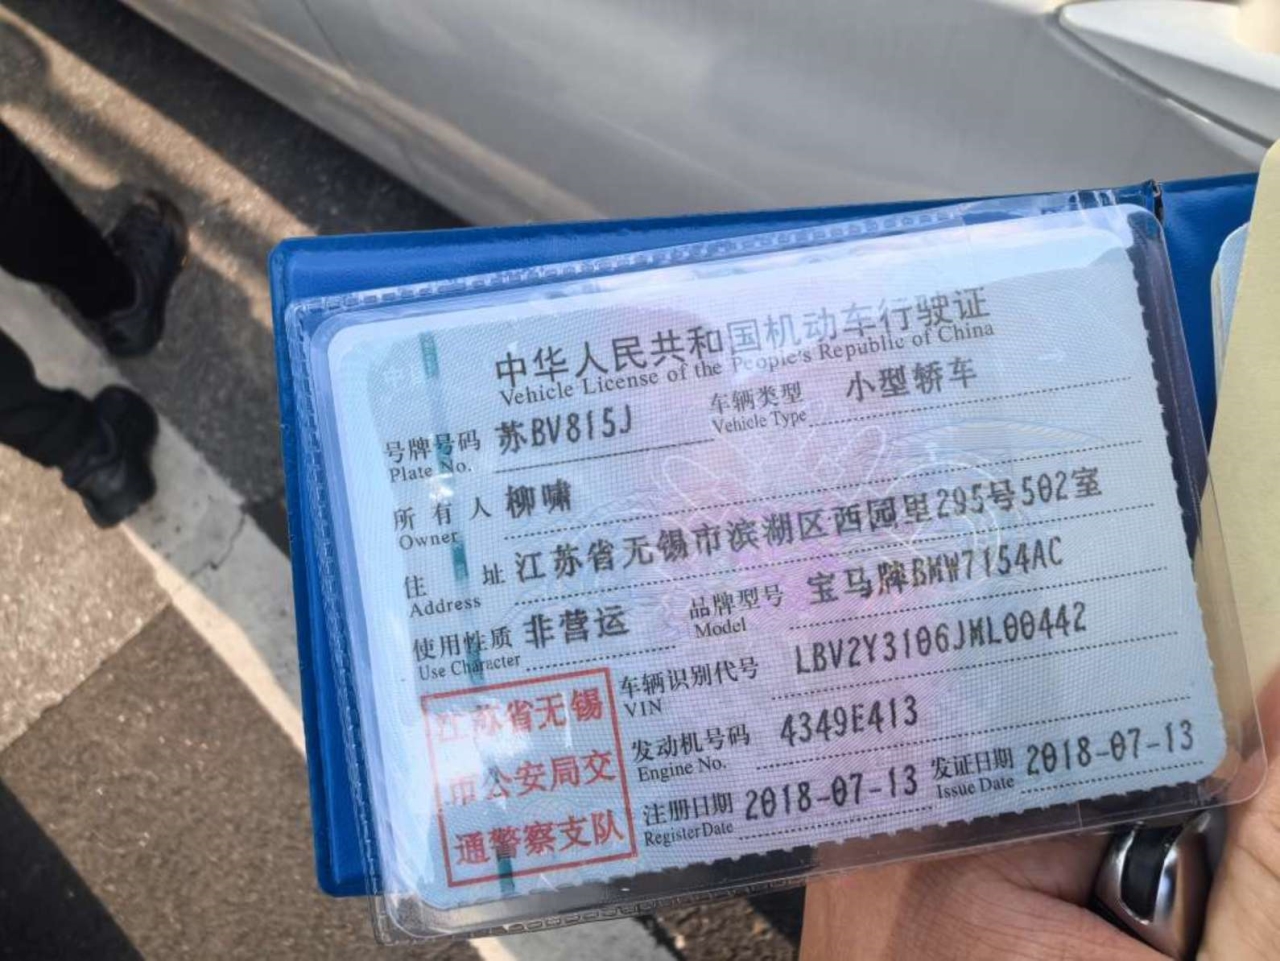 中华人民共和国机动车行驶证
Vehicle License of the People's Republic of China
号牌号码 苏BV815J 车辆类型 小型轿车
Plate No. Vehicle Type
所有人 柳啸
Owner
住址 江苏省无锡市滨湖区西园里295号502室
Address
使用性质 非营运 品牌型号 宝马牌BMW7154AC
Use Character Model
车辆识别代号 LBV2Y3106JML00442
VIN
发动机号码 4349E413
Engine No.
注册日期 2018-07-13 发证日期 2018-07-13
Register Date Issue Date
江苏省无锡
市公安局交
通警察支队